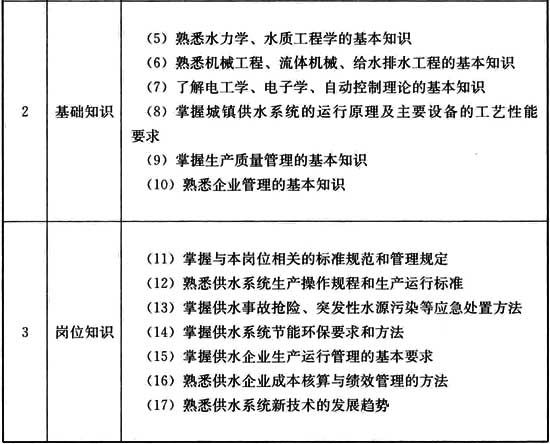 2
基础知识
(5) 熟悉水力学、水质工程学的基本知识
(6) 熟悉机械工程、流体机械、给水排水工程的基本知识
(7) 了解电工学、电子学、自动控制理论的基本知识
(8) 掌握城镇供水系统的运行原理及主要设备的工艺性能
要求
(9) 掌握生产质量管理的基本知识
(10) 熟悉企业管理的基本知识
3
岗位知识
(11) 掌握与本岗位相关的标准规范和管理规定
(12) 熟悉供水系统生产操作规程和生产运行标准
(13) 掌握供水事故抢险、突发性水源污染等应急处置方法
(14) 掌握供水系统节能环保要求和方法
(15) 掌握供水企业生产运行管理的基本要求
(16) 熟悉供水企业成本核算与绩效管理的方法
(17) 熟悉供水系统新技术的发展趋势